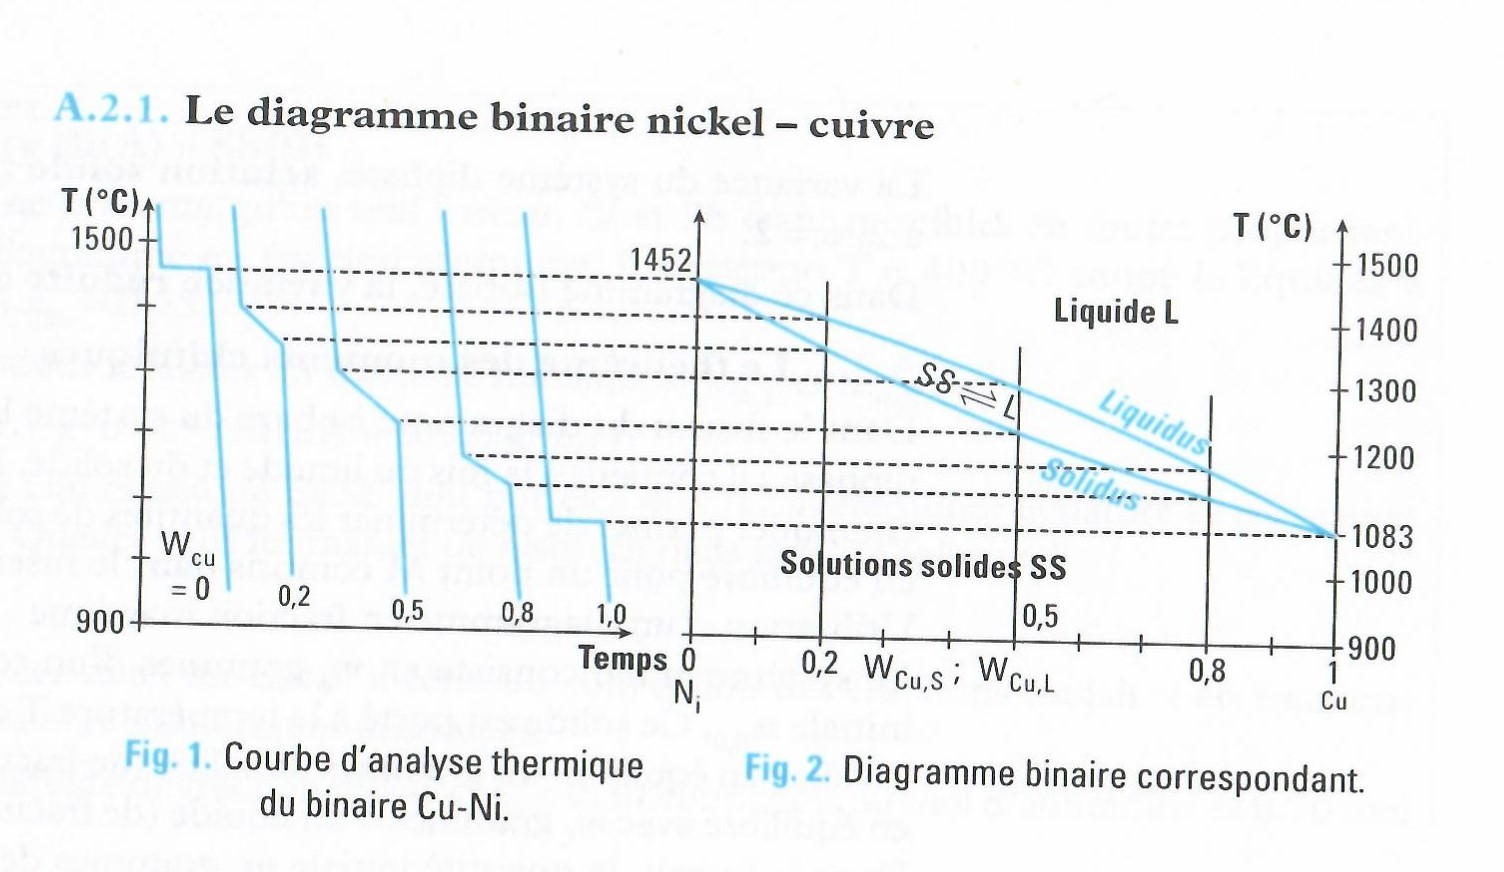 A.2.1. Le diagramme binaire nickel – cuivre
T (°C)
1500
W Cu
= 0
0,2
0,5
0,8
1,0
900
Temps
1452
T (°C)
1500
1400
1300
1200
1083
1000
900
Liquide L
SS ⇌ L
Liquidus
Solidus
Solutions solides SS
0,5
0
Ni
0,2
WCu,S ; WCu,L
0,8
1
Cu
Fig. 1. Courbe d'analyse thermique
du binaire Cu-Ni.
Fig. 2. Diagramme binaire correspondant.